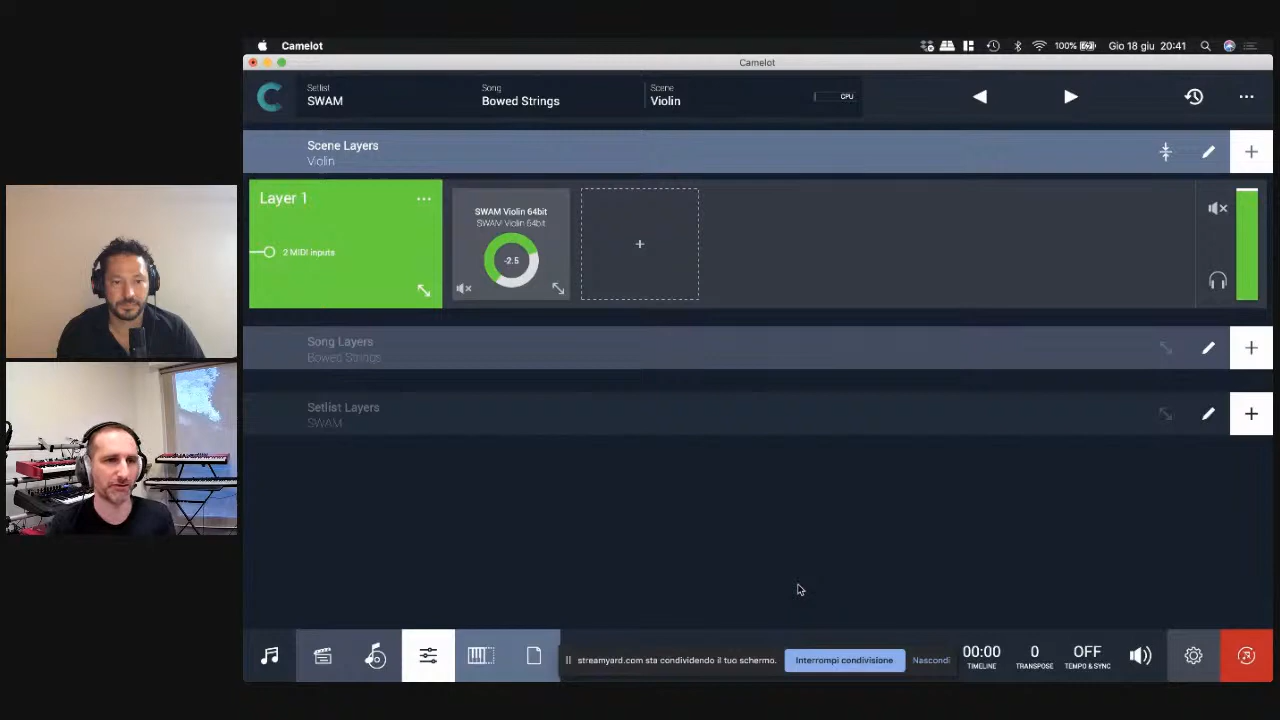 Camelot
100%
Gio 18 giu 20:41
Camelot
Setlist
SWAM
Song
Bowed Strings
Scene
Violin
CPU
Scene Layers
Violin
Layer 1
2 MIDI inputs
SWAM Violin 64bit
SWAM Violin 64bit
-2.5
Song Layers
Bowed Strings
Setlist Layers
SWAM
streamyard.com sta condividendo il tuo schermo.
Interrompi condivisione
Nascondi
00:00
TIMELINE
0
TRANSPOSE
OFF
TEMPO & SYNC